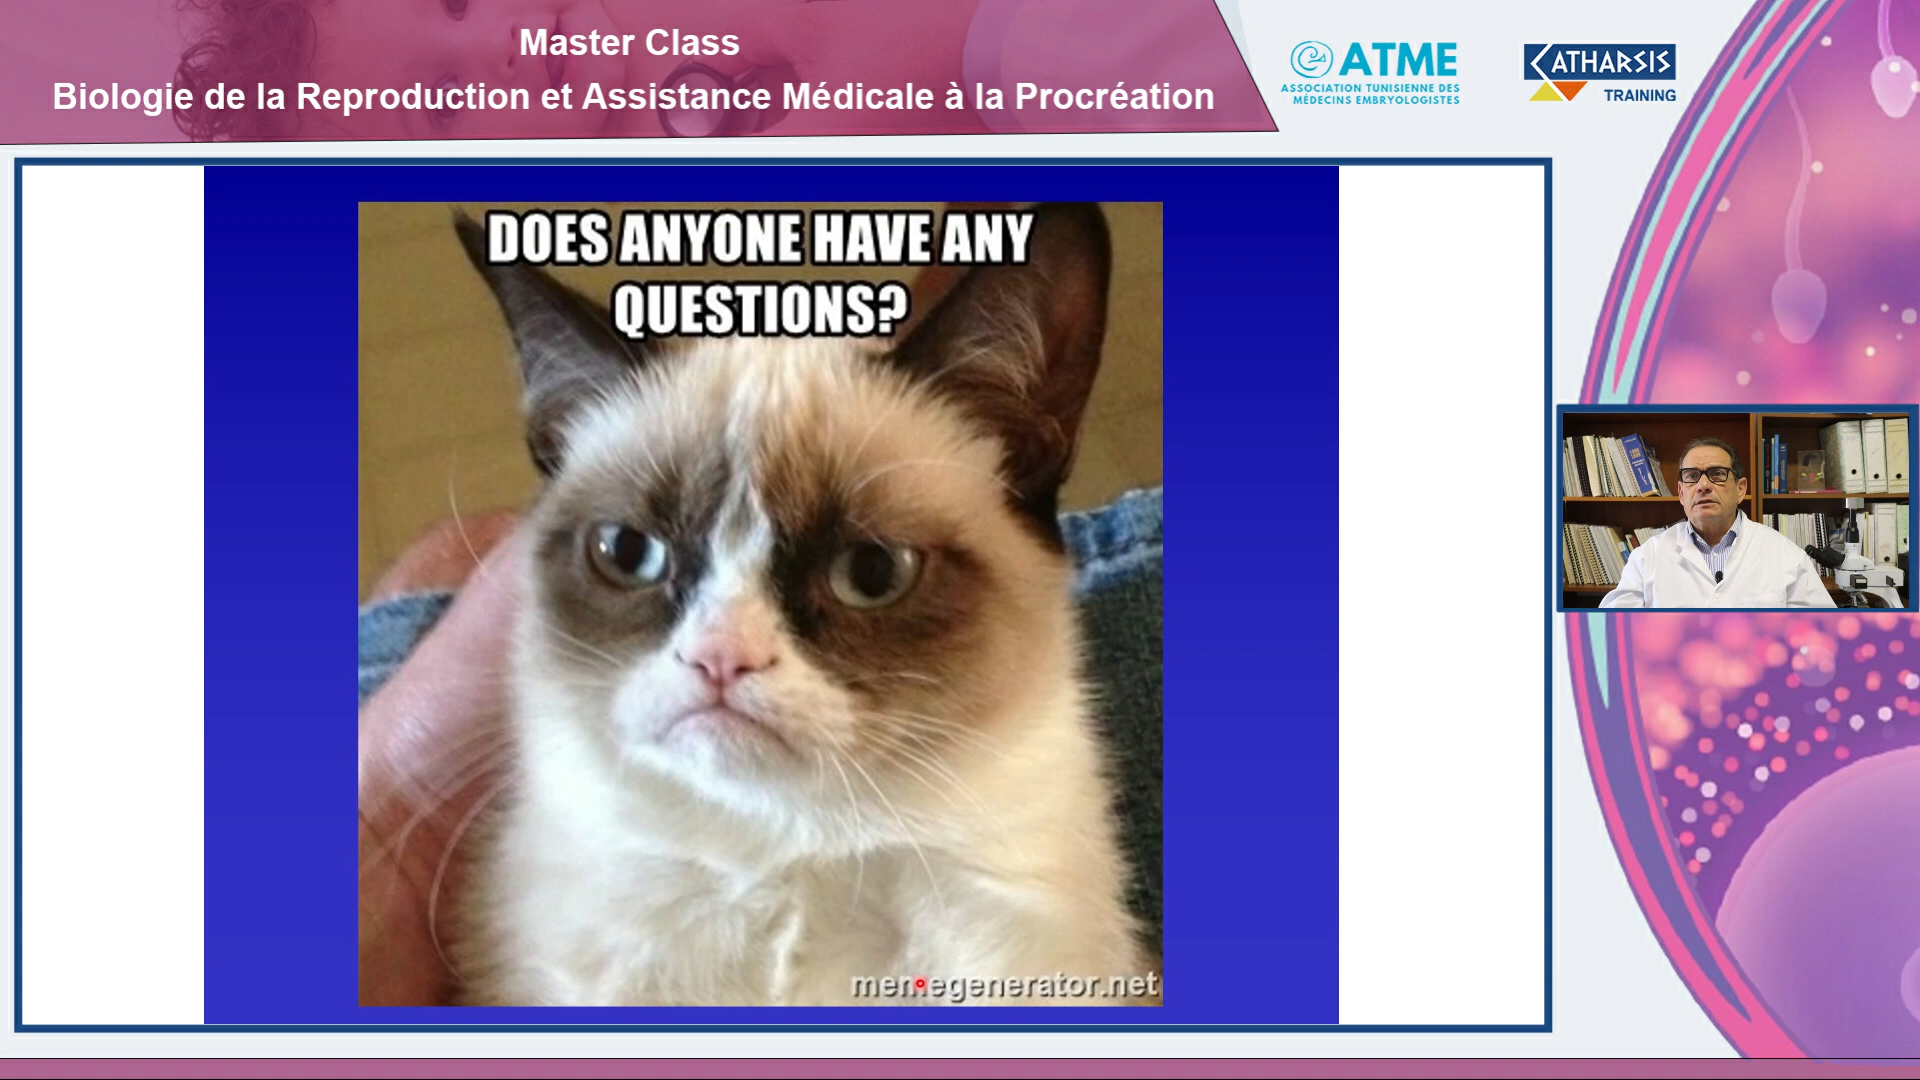 Master Class
Biologie de la Reproduction et Assistance Médicale à la Procréation
ATME
ASSOCIATION TUNISIENNE DES
MÉDECINS EMBRYOLOGISTES
CATHARSIS
TRAINING
DOES ANYONE HAVE ANY
QUESTIONS?
memegenerator.net